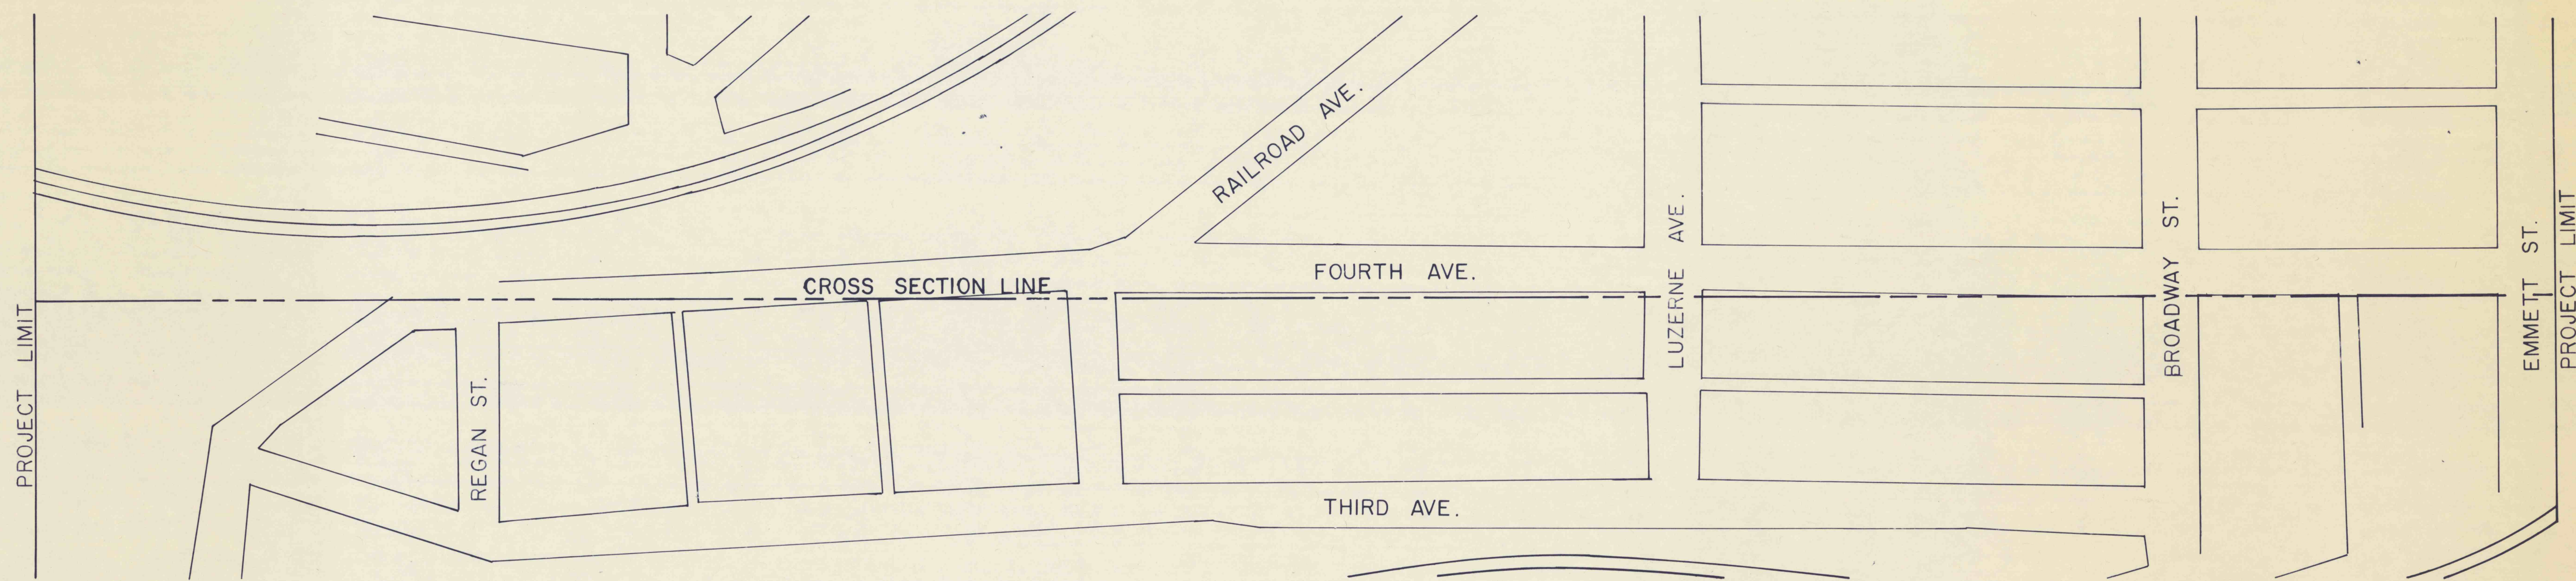 PROJECT LIMIT
REGAN ST.
CROSS SECTION LINE
RAILROAD AVE.
FOURTH AVE.
THIRD AVE.
LUZERNE AVE.
BROADWAY ST.
EMMETT ST.
PROJECT LIMIT